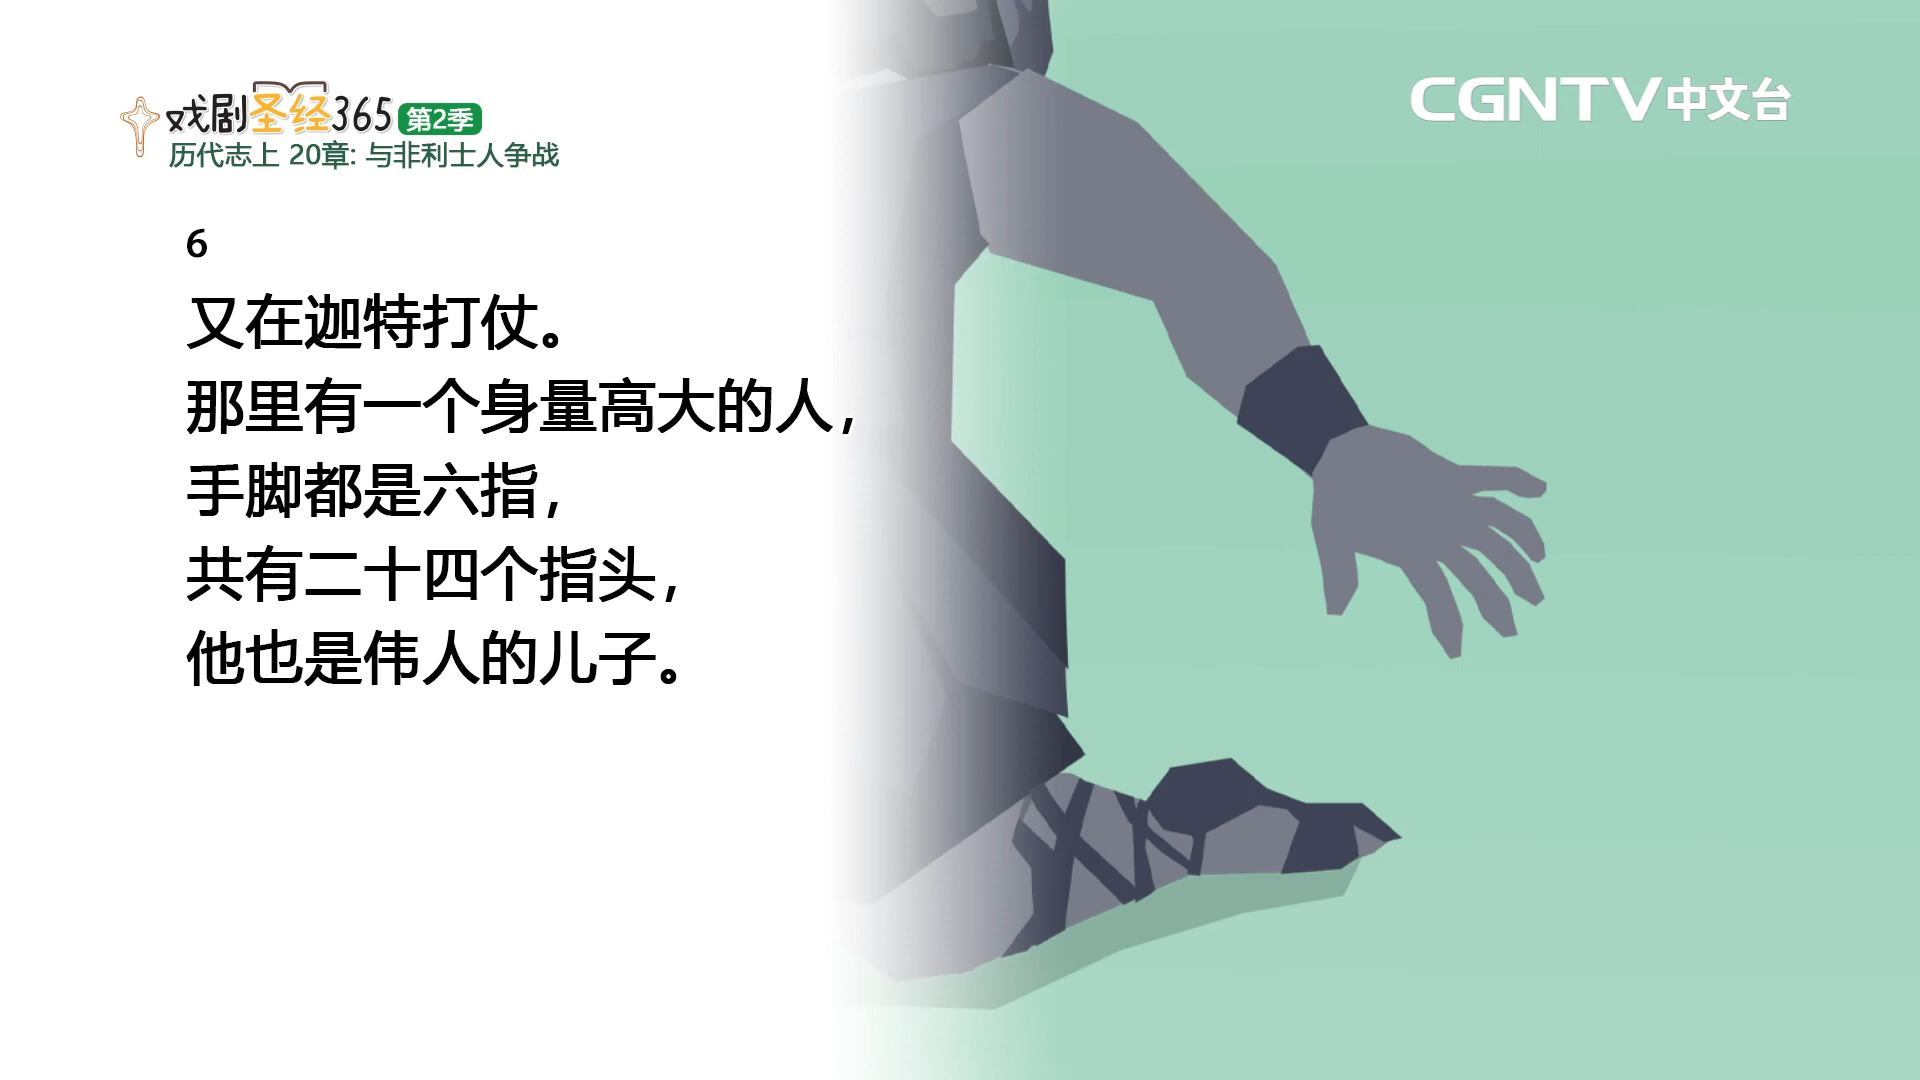 戏剧圣经365 第2季
历代志上 20章: 与非利士人争战
CGNTV中文台
6
又在迦特打仗。
那里有一个身量高大的人，
手脚都是六指，
共有二十四个指头，
他也是伟人的儿子。